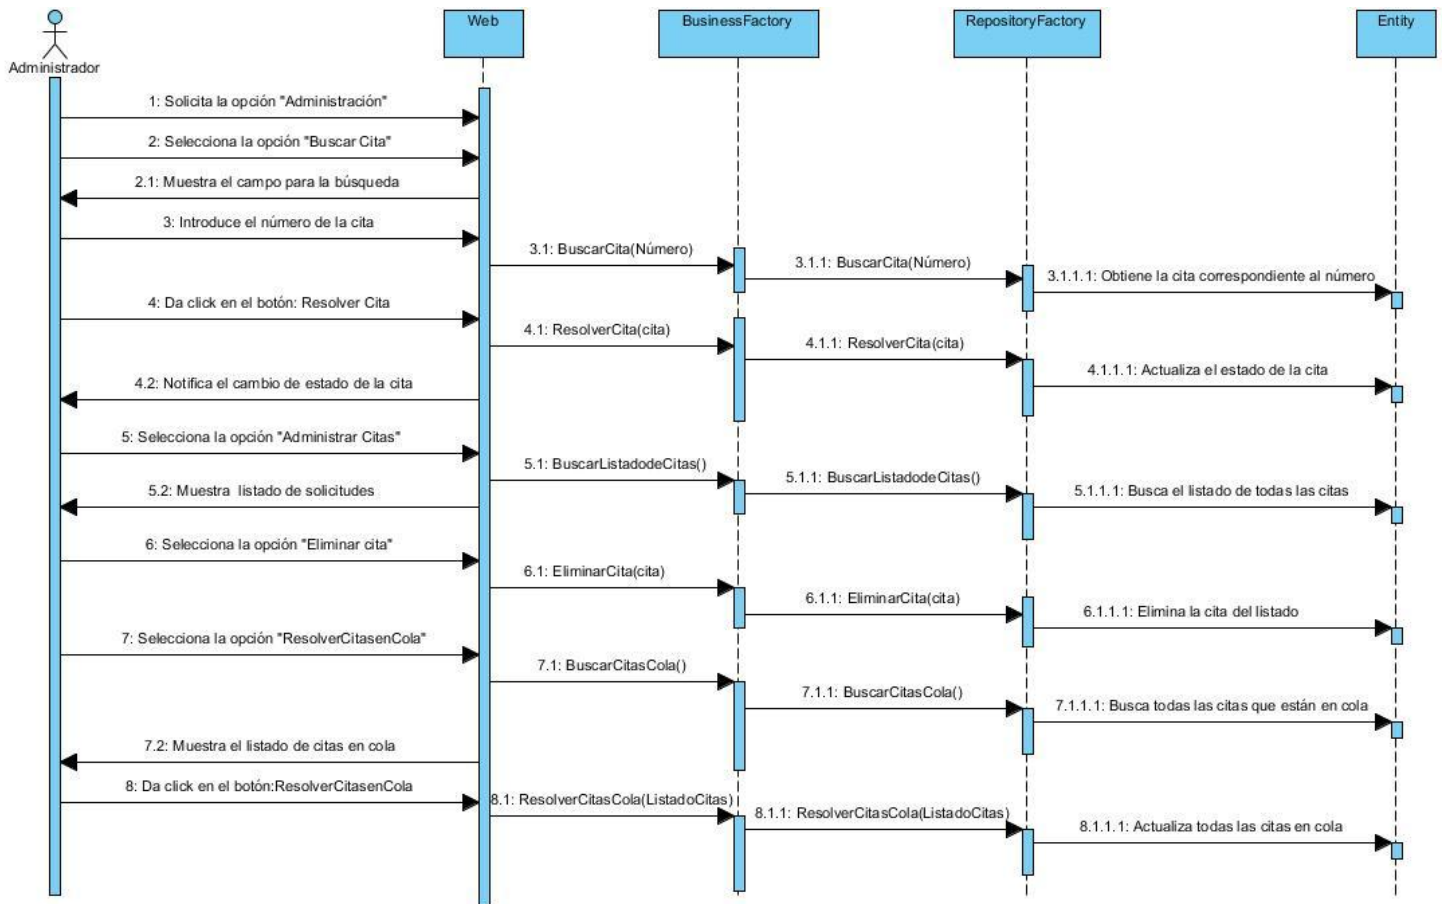 Web
BusinessFactory
RepositoryFactory
Entity
Administrador
1: Solicita la opción "Administración"
2: Selecciona la opción "Buscar Cita"
2.1: Muestra el campo para la búsqueda
3: Introduce el número de la cita
3.1: BuscarCita(Número)
3.1.1: BuscarCita(Número)
3.1.1.1: Obtiene la cita correspondiente al número
4: Da click en el botón: Resolver Cita
4.1: ResolverCita(cita)
4.1.1: ResolverCita(cita)
4.1.1.1: Actualiza el estado de la cita
4.2: Notifica el cambio de estado de la cita
5: Selecciona la opción "Administrar Citas"
5.1: BuscarListadodeCitas()
5.1.1: BuscarListadodeCitas()
5.1.1.1: Busca el listado de todas las citas
5.2: Muestra listado de solicitudes
6: Selecciona la opción "Eliminar cita"
6.1: EliminarCita(cita)
6.1.1: EliminarCita(cita)
6.1.1.1: Elimina la cita del listado
7: Selecciona la opción "ResolverCitasenCola"
7.1: BuscarCitasCola()
7.1.1: BuscarCitasCola()
7.1.1.1: Busca todas las citas que están en cola
7.2: Muestra el listado de citas en cola
8: Da click en el botón:ResolverCitasenCola
8.1: ResolverCitasCola(ListadoCitas)
8.1.1: ResolverCitasCola(ListadoCitas)
8.1.1.1: Actualiza todas las citas en cola